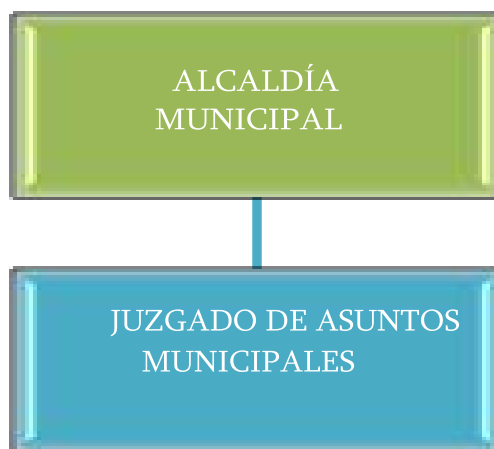 ALCALDÍA
MUNICIPAL
JUZGADO DE ASUNTOS
MUNICIPALES